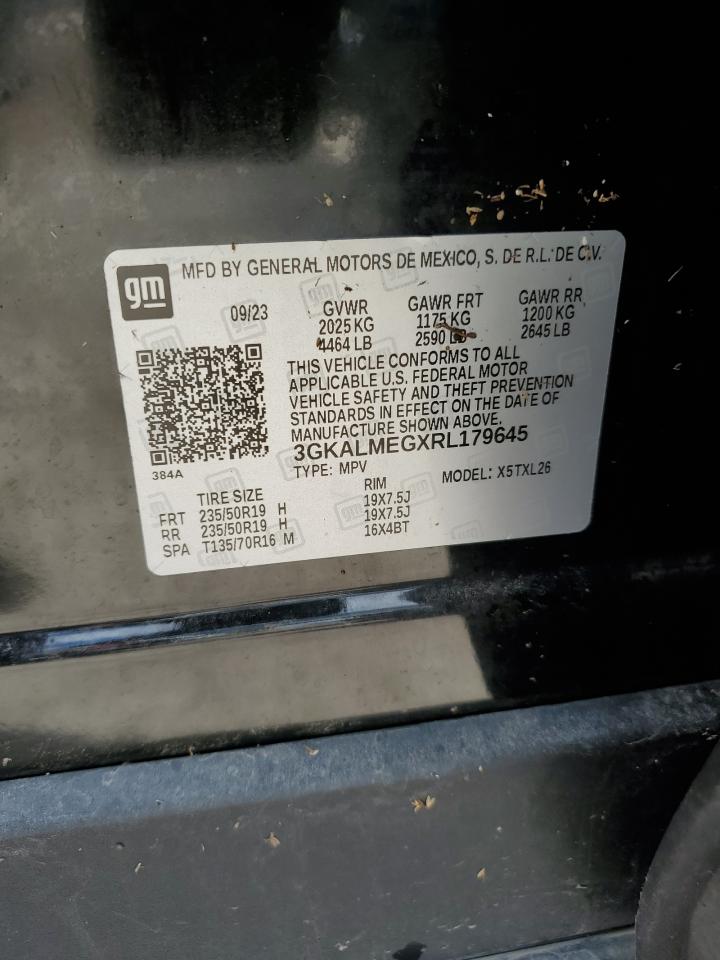 gm
MFD BY GENERAL MOTORS DE MEXICO, S. DE R.L. DE C.V.
09/23 GVWR GAWR FRT GAWR RR
2025 KG 1175 KG 1200 KG
4464 LB 2590 LB 2645 LB
THIS VEHICLE CONFORMS TO ALL
APPLICABLE U.S. FEDERAL MOTOR
VEHICLE SAFETY AND THEFT PREVENTION
STANDARDS IN EFFECT ON THE DATE OF
MANUFACTURE SHOWN ABOVE.
3GKALMEGXRL179645
384A
TYPE: MPV MODEL: X5TXL26
TIRE SIZE RIM
FRT 235/50R19 H 19X7.5J
RR 235/50R19 H 19X7.5J
SPA T135/70R16 M 16X4BT